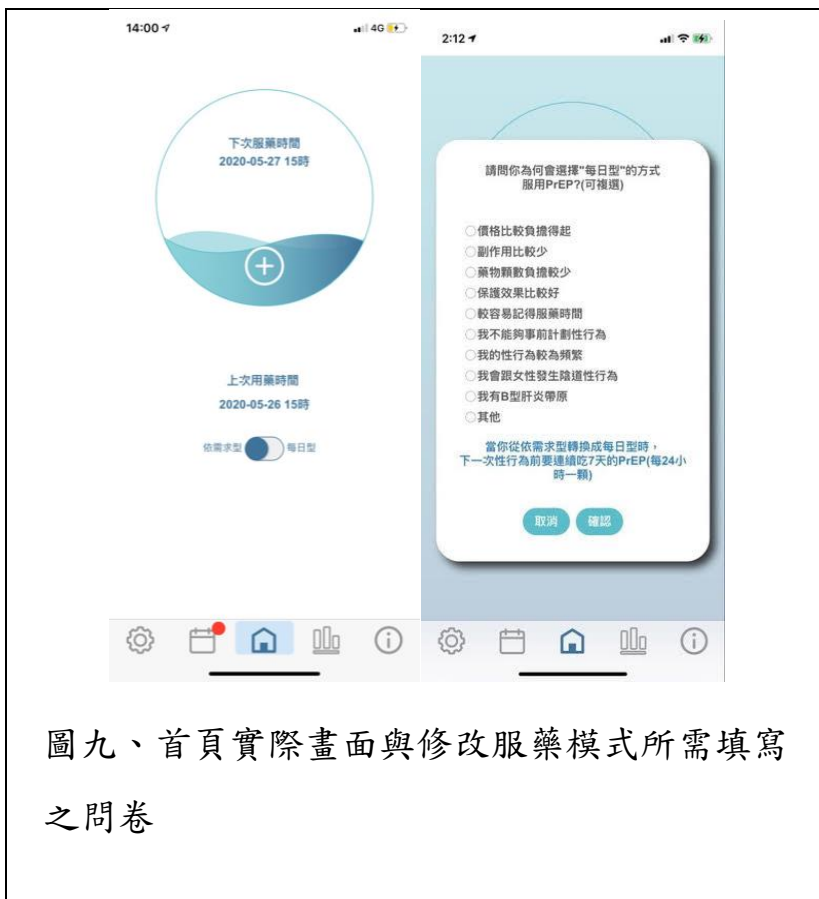 14:00
4G
下次服藥時間
2020-05-27 15時
上次用藥時間
2020-05-26 15時
依需求型 每日型
2:12
請問你為何會選擇"每日型"的方式
服用PrEP?(可複選)
價格比較負擔得起
副作用比較少
藥物顆數負擔較少
保護效果比較好
較容易記得服藥時間
我不能夠事前計劃性行為
我的性行為較為頻繁
我會跟女性發生陰道性行為
我有B型肝炎帶原
其他
當你從依需求型轉換成每日型時，
下一次性行為前要連續吃7天的PrEP(每24小
時一顆)
取消 確認
圖九、首頁實際畫面與修改服藥模式所需填寫
之問卷